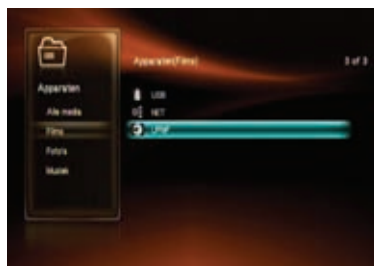 Apparaten(Films)
3 of 3
Apparaten
Alle media
Films
Foto's
Muziek
USB
NET
UPnP